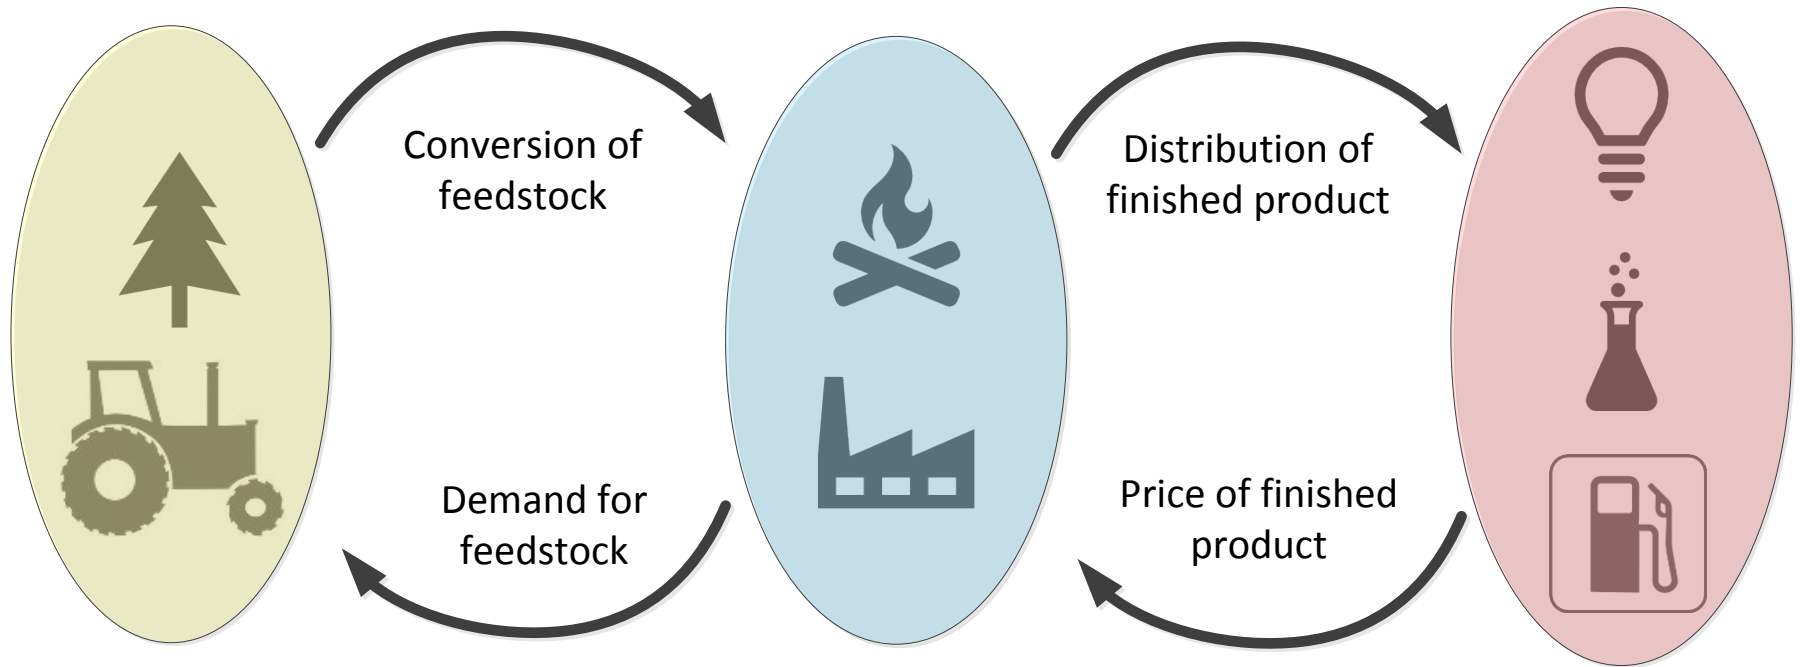 Conversion of
feedstock
Distribution of
finished product
Demand for
feedstock
Price of finished
product